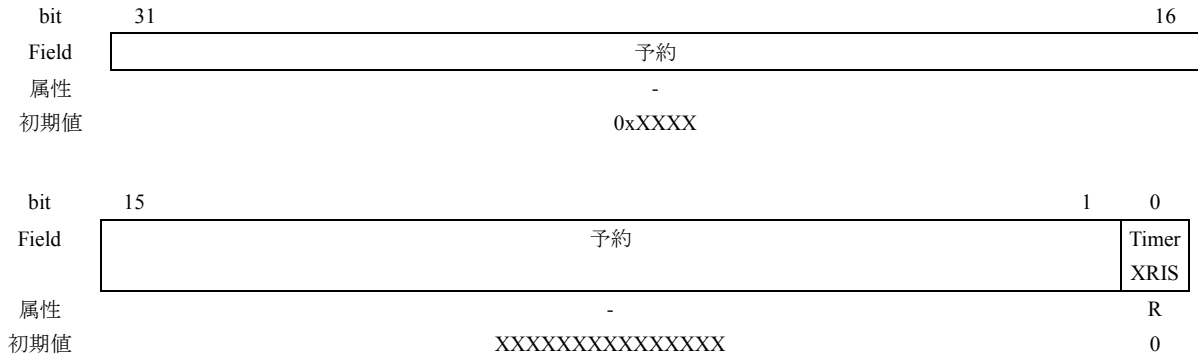 bit 31 16
Field 予約
属性 -
初期値 0xXXXX
bit 15 1 0
Field 予約 Timer
XRIS
属性 - R
初期値 XXXXXXXXXXXXXXX 0